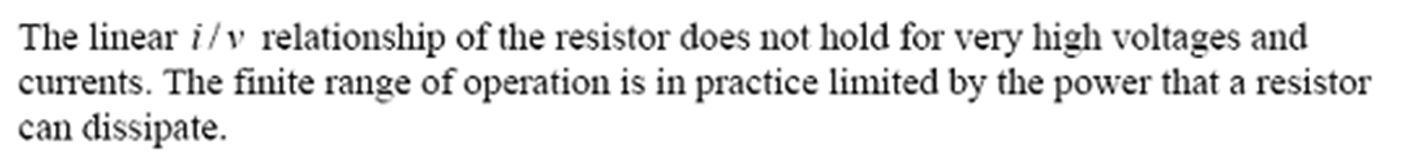 The linear i/v relationship of the resistor does not hold for very high voltages and
currents. The finite range of operation is in practice limited by the power that a resistor
can dissipate.